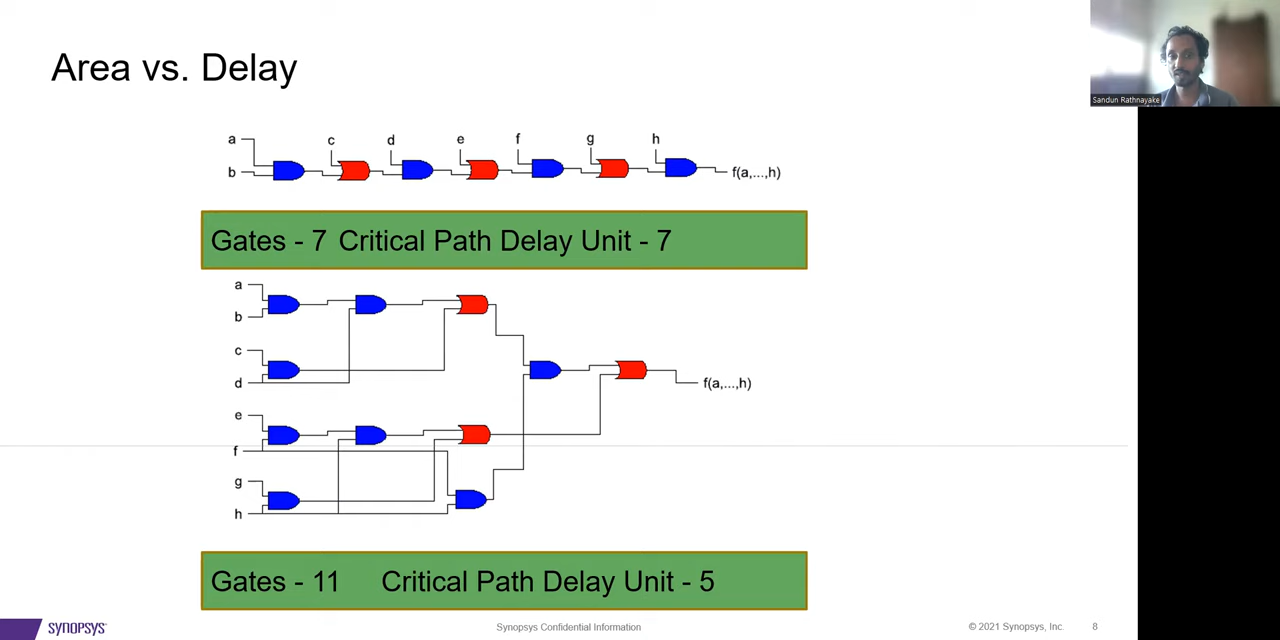 Area vs. Delay
Sandun Rathnayake
a c d e f g h
b f(a,...,h)
Gates - 7 Critical Path Delay Unit - 7
a
b
c
d f(a,...,h)
e
f
g
h
Gates - 11 Critical Path Delay Unit - 5
SYNOPSYS Synopsys Confidential Information © 2021 Synopsys, Inc. 8